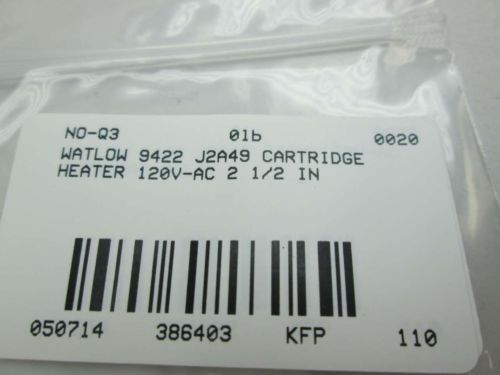 NO-Q3 01b 0020
WATLOW 9422 J2A49 CARTRIDGE
HEATER 120V-AC 2 1/2 IN
050714 386403 KFP 110